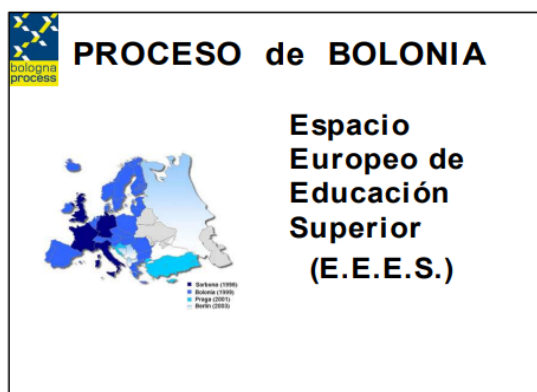 bologna
process
PROCESO de BOLONIA
Espacio
Europeo de
Educación
Superior
(E.E.E.S.)
Sorbona (1998)
Bolonia (1999)
Praga (2001)
Berlín (2003)